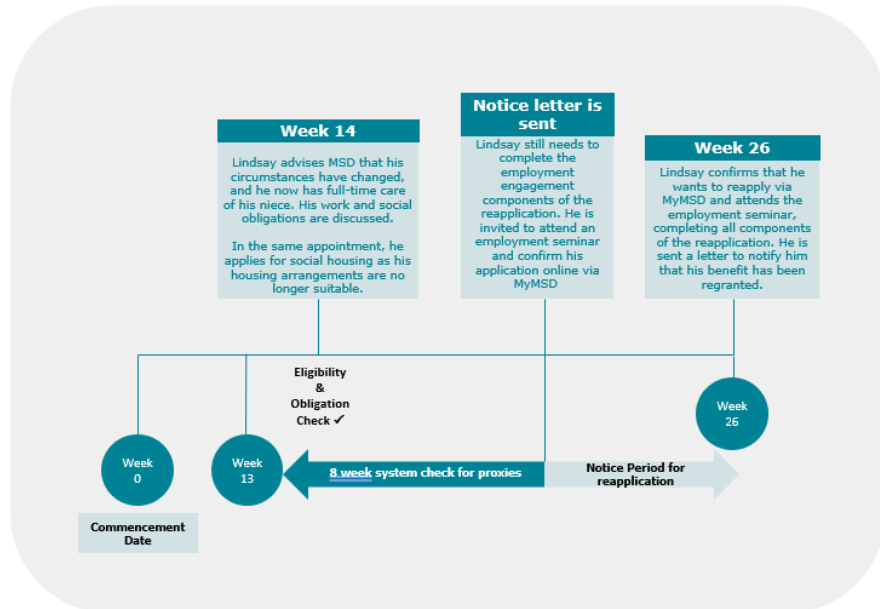 Week 14
Lindsay advises MSD that his
circumstances have changed,
and he now has full-time care
of his niece. His work and social
obligations are discussed.
In the same appointment, he
applies for social housing as his
housing arrangements are no
longer suitable.
Notice letter is
sent
Lindsay still needs to
complete the
employment
engagement
components of the
reapplication. He is
invited to attend an
employment seminar
and confirm his
application online via
MyMSD
Week 26
Lindsay confirms that he
wants to reapply via
MyMSD and attends the
employment seminar,
completing all components
of the reapplication. He is
sent a letter to notify him
that his benefit has been
regranted.
Eligibility
&
Obligation
Check ✓
Week
0
Week
13
8 week system check for proxies
Notice Period for
reapplication
Week
26
Commencement
Date